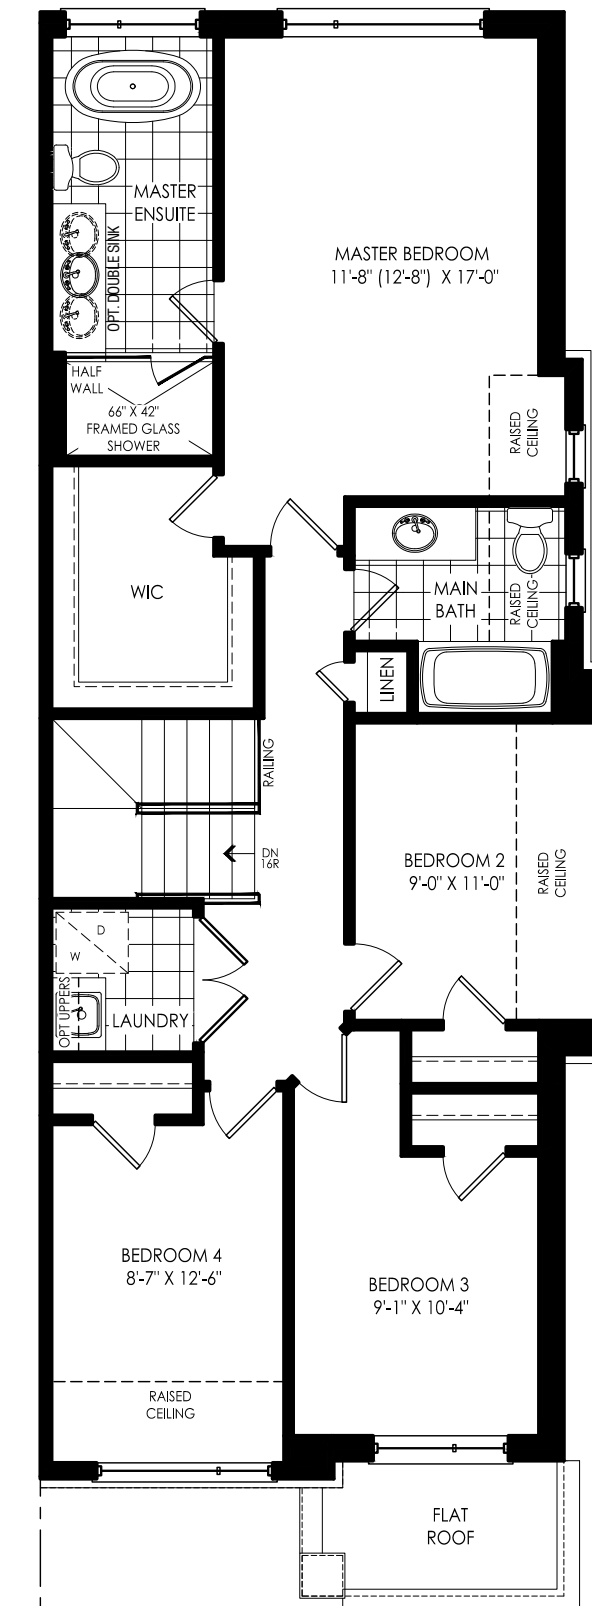 MASTER
ENSUITE
OPT. DOUBLE SINK
MASTER BEDROOM
11'-8" (12'-8") X 17'-0"
HALF
WALL
66" X 42"
FRAMED GLASS
SHOWER
RAISED
CEILING
WIC
MAIN
BATH
RAISED
CEILING
LINEN
RAILING
DN
16R
BEDROOM 2
9'-0" X 11'-0"
RAISED
CEILING
D
W
OPT UPPERS
LAUNDRY
BEDROOM 4
8'-7" X 12'-6"
BEDROOM 3
9'-1" X 10'-4"
RAISED
CEILING
FLAT
ROOF